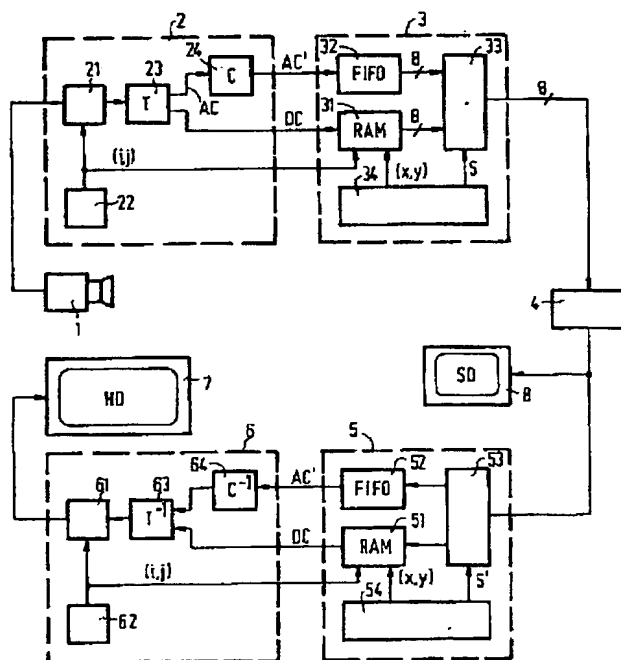 2
3
24
C
AC'
32
FIFO
8
33
21
23
T
AC
31
RAM
8
8
DC
(i,j)
(x,y)
S
34
22
1
4
HD
7
SD
8
6
5
64
C⁻¹
AC'
52
FIFO
53
61
63
T⁻¹
51
RAM
DC
(i,j)
(x,y)
S'
54
62